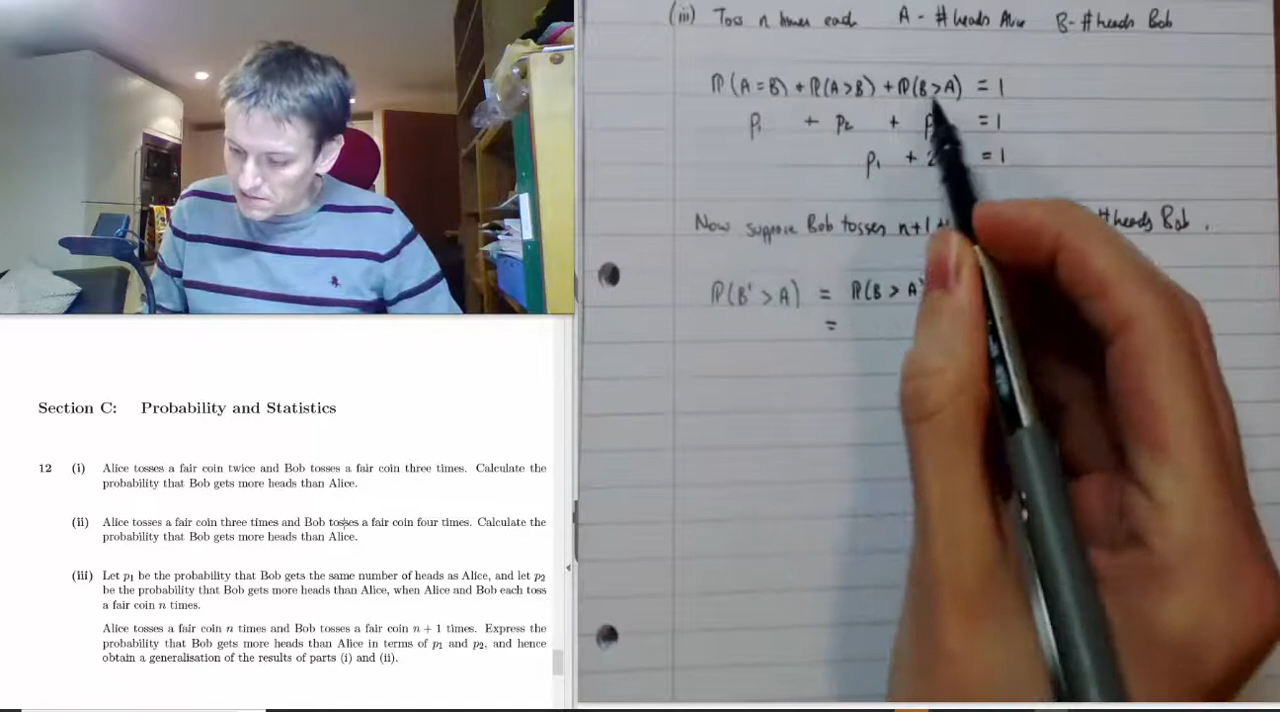 Section C: Probability and Statistics
12 (i) Alice tosses a fair coin twice and Bob tosses a fair coin three times. Calculate the
probability that Bob gets more heads than Alice.
(ii) Alice tosses a fair coin three times and Bob tosses a fair coin four times. Calculate the
probability that Bob gets more heads than Alice.
(iii) Let p₁ be the probability that Bob gets the same number of heads as Alice, and let p₂
be the probability that Bob gets more heads than Alice, when Alice and Bob each toss
a fair coin n times.
Alice tosses a fair coin n times and Bob tosses a fair coin n + 1 times. Express the
probability that Bob gets more heads than Alice in terms of p₁ and p₂, and hence
obtain a generalisation of the results of parts (i) and (ii).
(iii) Toss n times each A - # heads Alice B - # heads Bob
ℙ(A = B) + ℙ(A > B) + ℙ(B > A) = 1
p₁ + p₂ + p = 1
p₁ + 2 = 1
Now suppose Bob tosses n+1 # heads Bob.
ℙ(B' > A) = ℙ(B > A
=